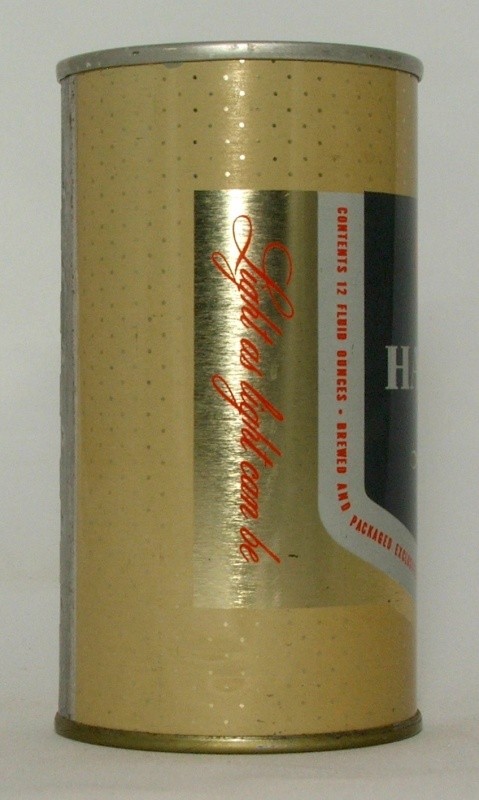 Light as light can be
CONTENTS 12 FLUID OUNCES • BREWED AND PACKAGED
HA